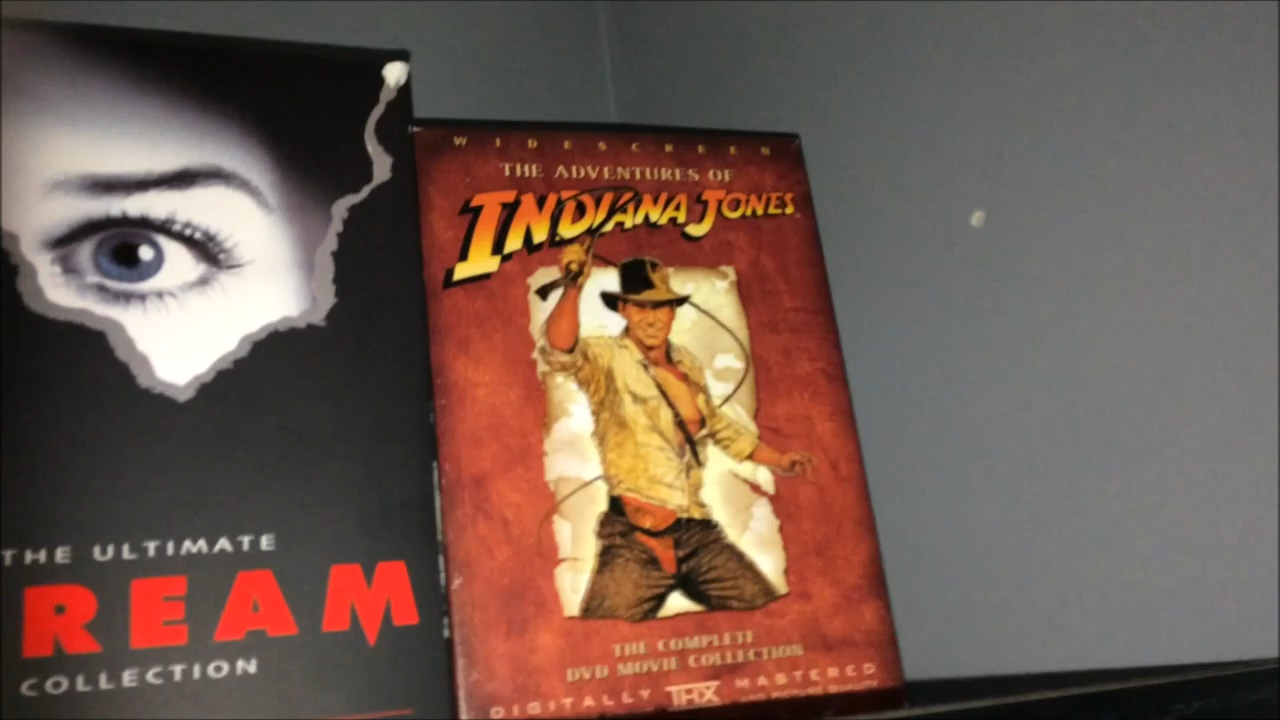 THE ULTIMATE
REAM
COLLECTION
WIDESCREEN
THE ADVENTURES OF
INDIANA JONES
THE COMPLETE
DVD MOVIE COLLECTION
DIGITALLY THX MASTERED